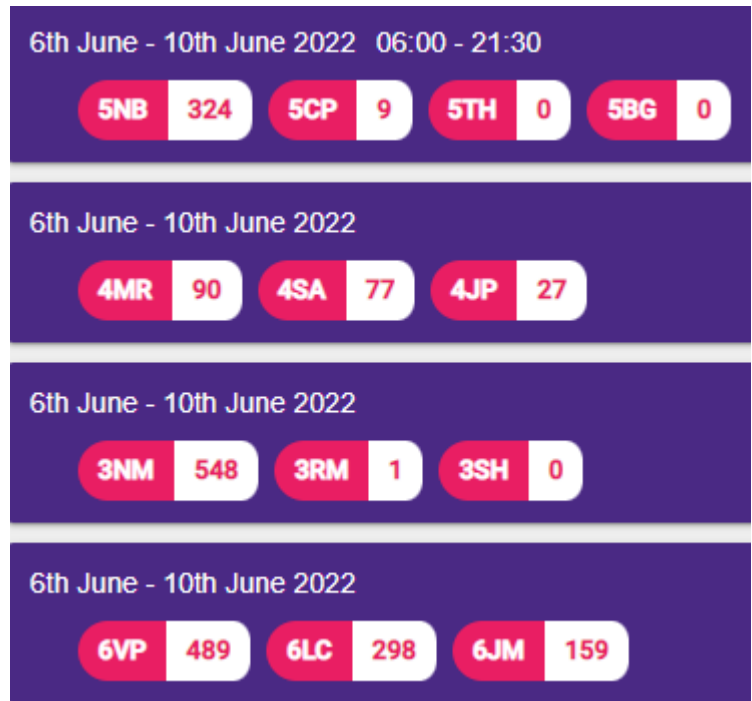 6th June - 10th June 2022 06:00 - 21:30
5NB 324 5CP 9 5TH 0 5BG 0
6th June - 10th June 2022
4MR 90 4SA 77 4JP 27
6th June - 10th June 2022
3NM 548 3RM 1 3SH 0
6th June - 10th June 2022
6VP 489 6LC 298 6JM 159